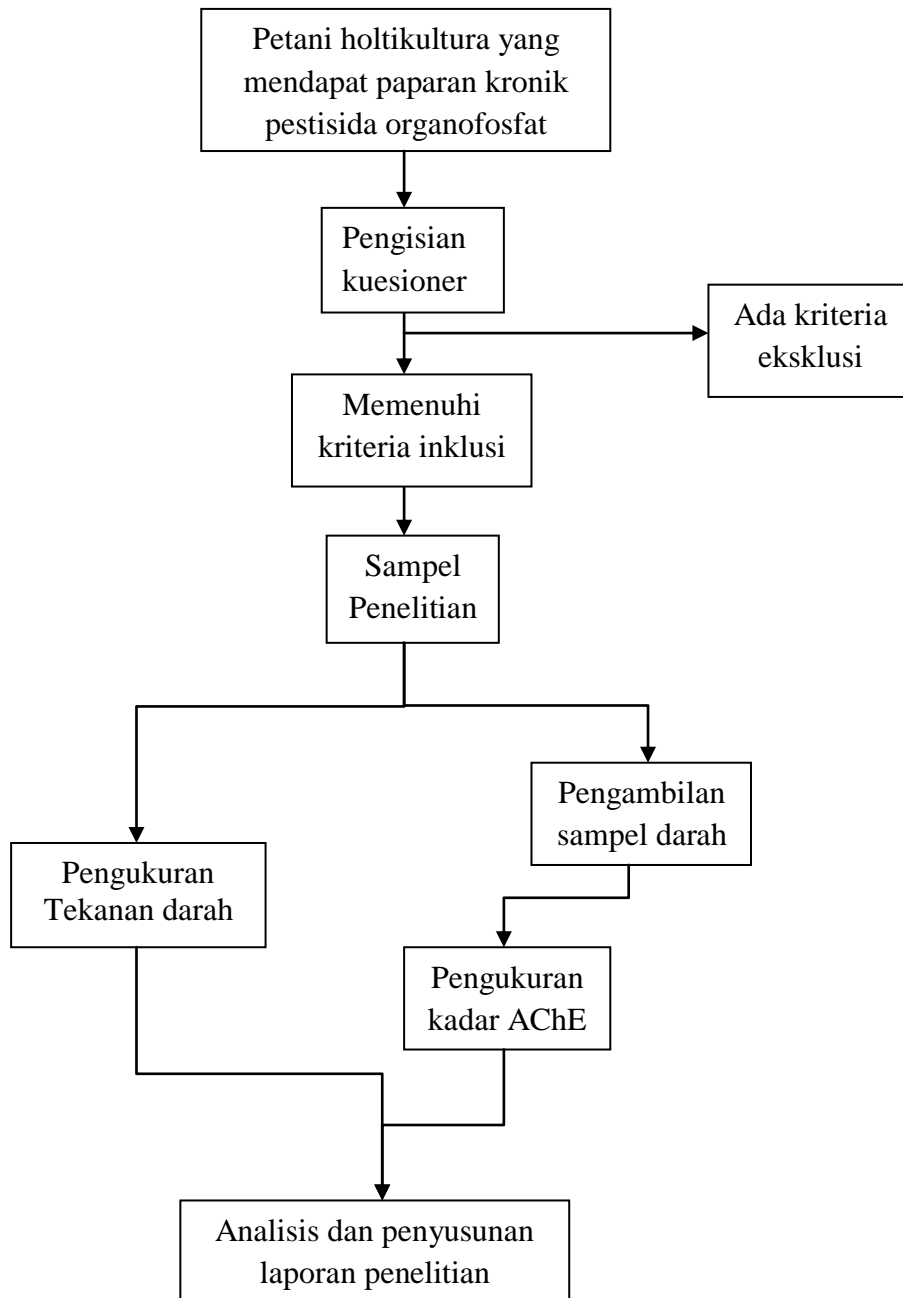 Petani holtikultura yang
mendapat paparan kronik
pestisida organofosfat
Pengisian
kuesioner
Ada kriteria
eksklusi
Memenuhi
kriteria inklusi
Sampel
Penelitian
Pengambilan
sampel darah
Pengukuran
Tekanan darah
Pengukuran
kadar AChE
Analisis dan penyusunan
laporan penelitian